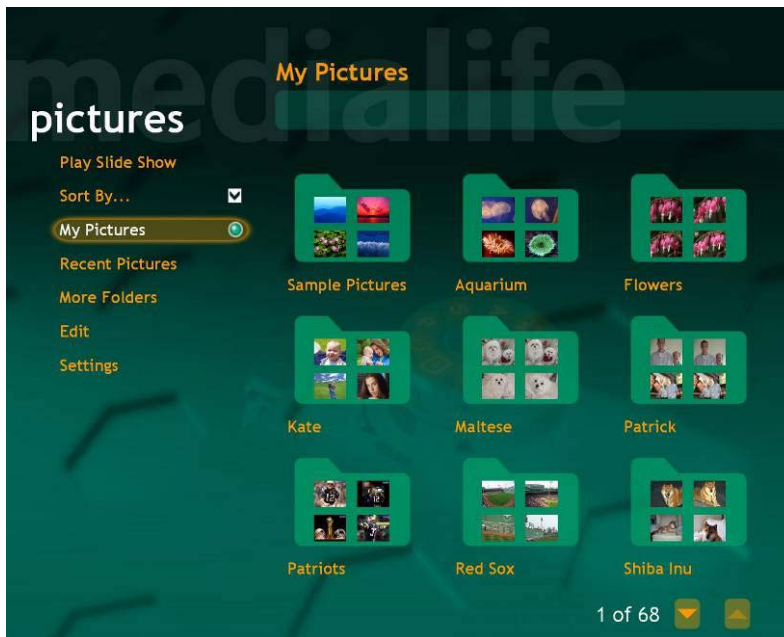 medialife
My Pictures
pictures
Play Slide Show
Sort By...
My Pictures
Recent Pictures
More Folders
Edit
Settings
Sample Pictures
Aquarium
Flowers
Kate
Maltese
Patrick
Patriots
Red Sox
Shiba Inu
1 of 68